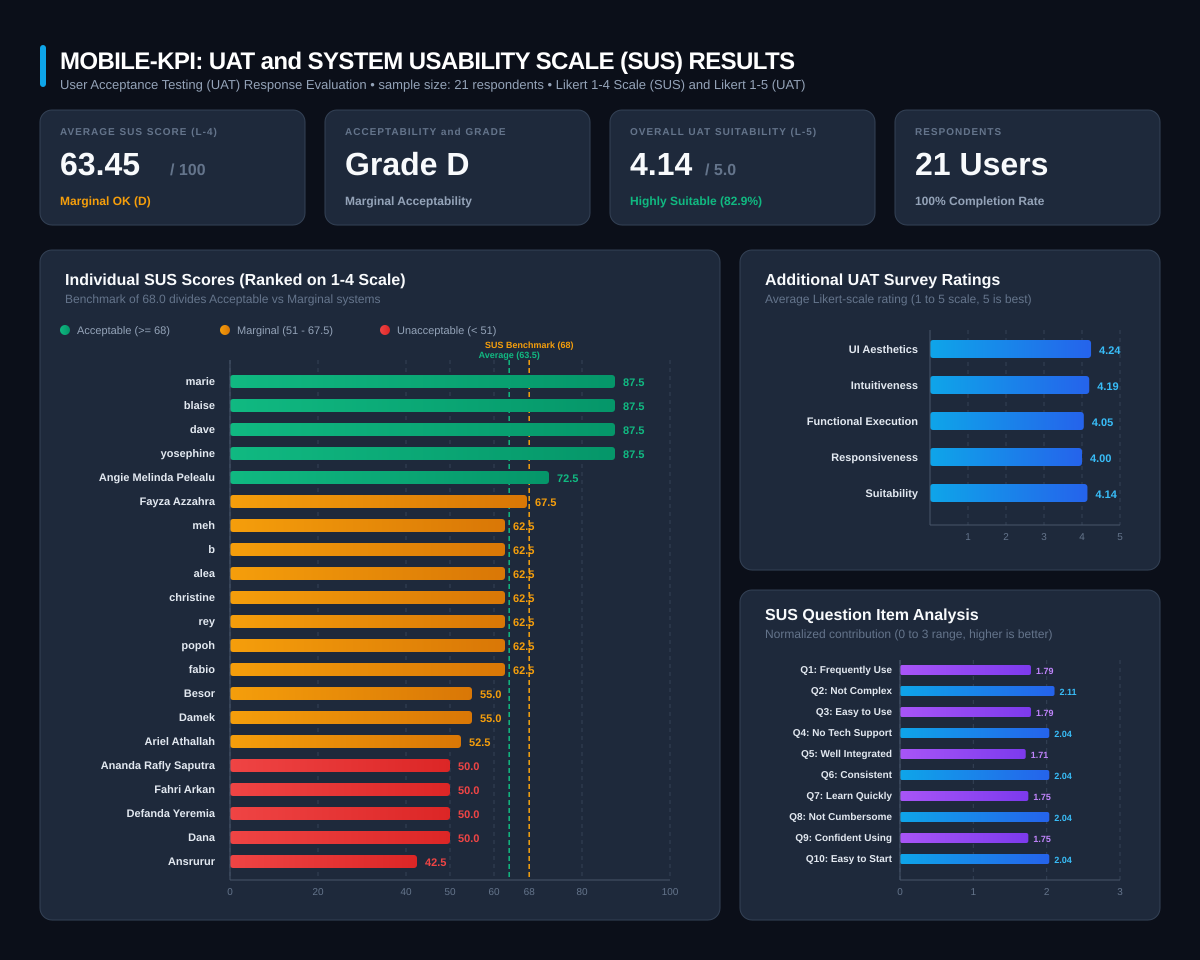 MOBILE-KPI: UAT and SYSTEM USABILITY SCALE (SUS) RESULTS
User Acceptance Testing (UAT) Response Evaluation • sample size: 21 respondents • Likert 1-4 Scale (SUS) and Likert 1-5 (UAT)
AVERAGE SUS SCORE (L-4)
63.45 / 100
Marginal OK (D)
ACCEPTABILITY and GRADE
Grade D
Marginal Acceptability
OVERALL UAT SUITABILITY (L-5)
4.14 / 5.0
Highly Suitable (82.9%)
RESPONDENTS
21 Users
100% Completion Rate
Individual SUS Scores (Ranked on 1-4 Scale)
Benchmark of 68.0 divides Acceptable vs Marginal systems
Acceptable (>= 68) Marginal (51 - 67.5) Unacceptable (< 51)
SUS Benchmark (68)
Average (63.5)
marie 87.5
blaise 87.5
dave 87.5
yosephine 87.5
Angie Melinda Pelealu 72.5
Fayza Azzahra 67.5
meh 62.5
b 62.5
alea 62.5
christine 62.5
rey 62.5
popoh 62.5
fabio 62.5
Besor 55.0
Damek 55.0
Ariel Athallah 52.5
Ananda Rafly Saputra 50.0
Fahri Arkan 50.0
Defanda Yeremia 50.0
Dana 50.0
Ansrurur 42.5
0 20 40 50 60 68 80 100
Additional UAT Survey Ratings
Average Likert-scale rating (1 to 5 scale, 5 is best)
UI Aesthetics 4.24
Intuitiveness 4.19
Functional Execution 4.05
Responsiveness 4.00
Suitability 4.14
1 2 3 4 5
SUS Question Item Analysis
Normalized contribution (0 to 3 range, higher is better)
Q1: Frequently Use 1.79
Q2: Not Complex 2.11
Q3: Easy to Use 1.79
Q4: No Tech Support 2.04
Q5: Well Integrated 1.71
Q6: Consistent 2.04
Q7: Learn Quickly 1.75
Q8: Not Cumbersome 2.04
Q9: Confident Using 1.75
Q10: Easy to Start 2.04
0 1 2 3